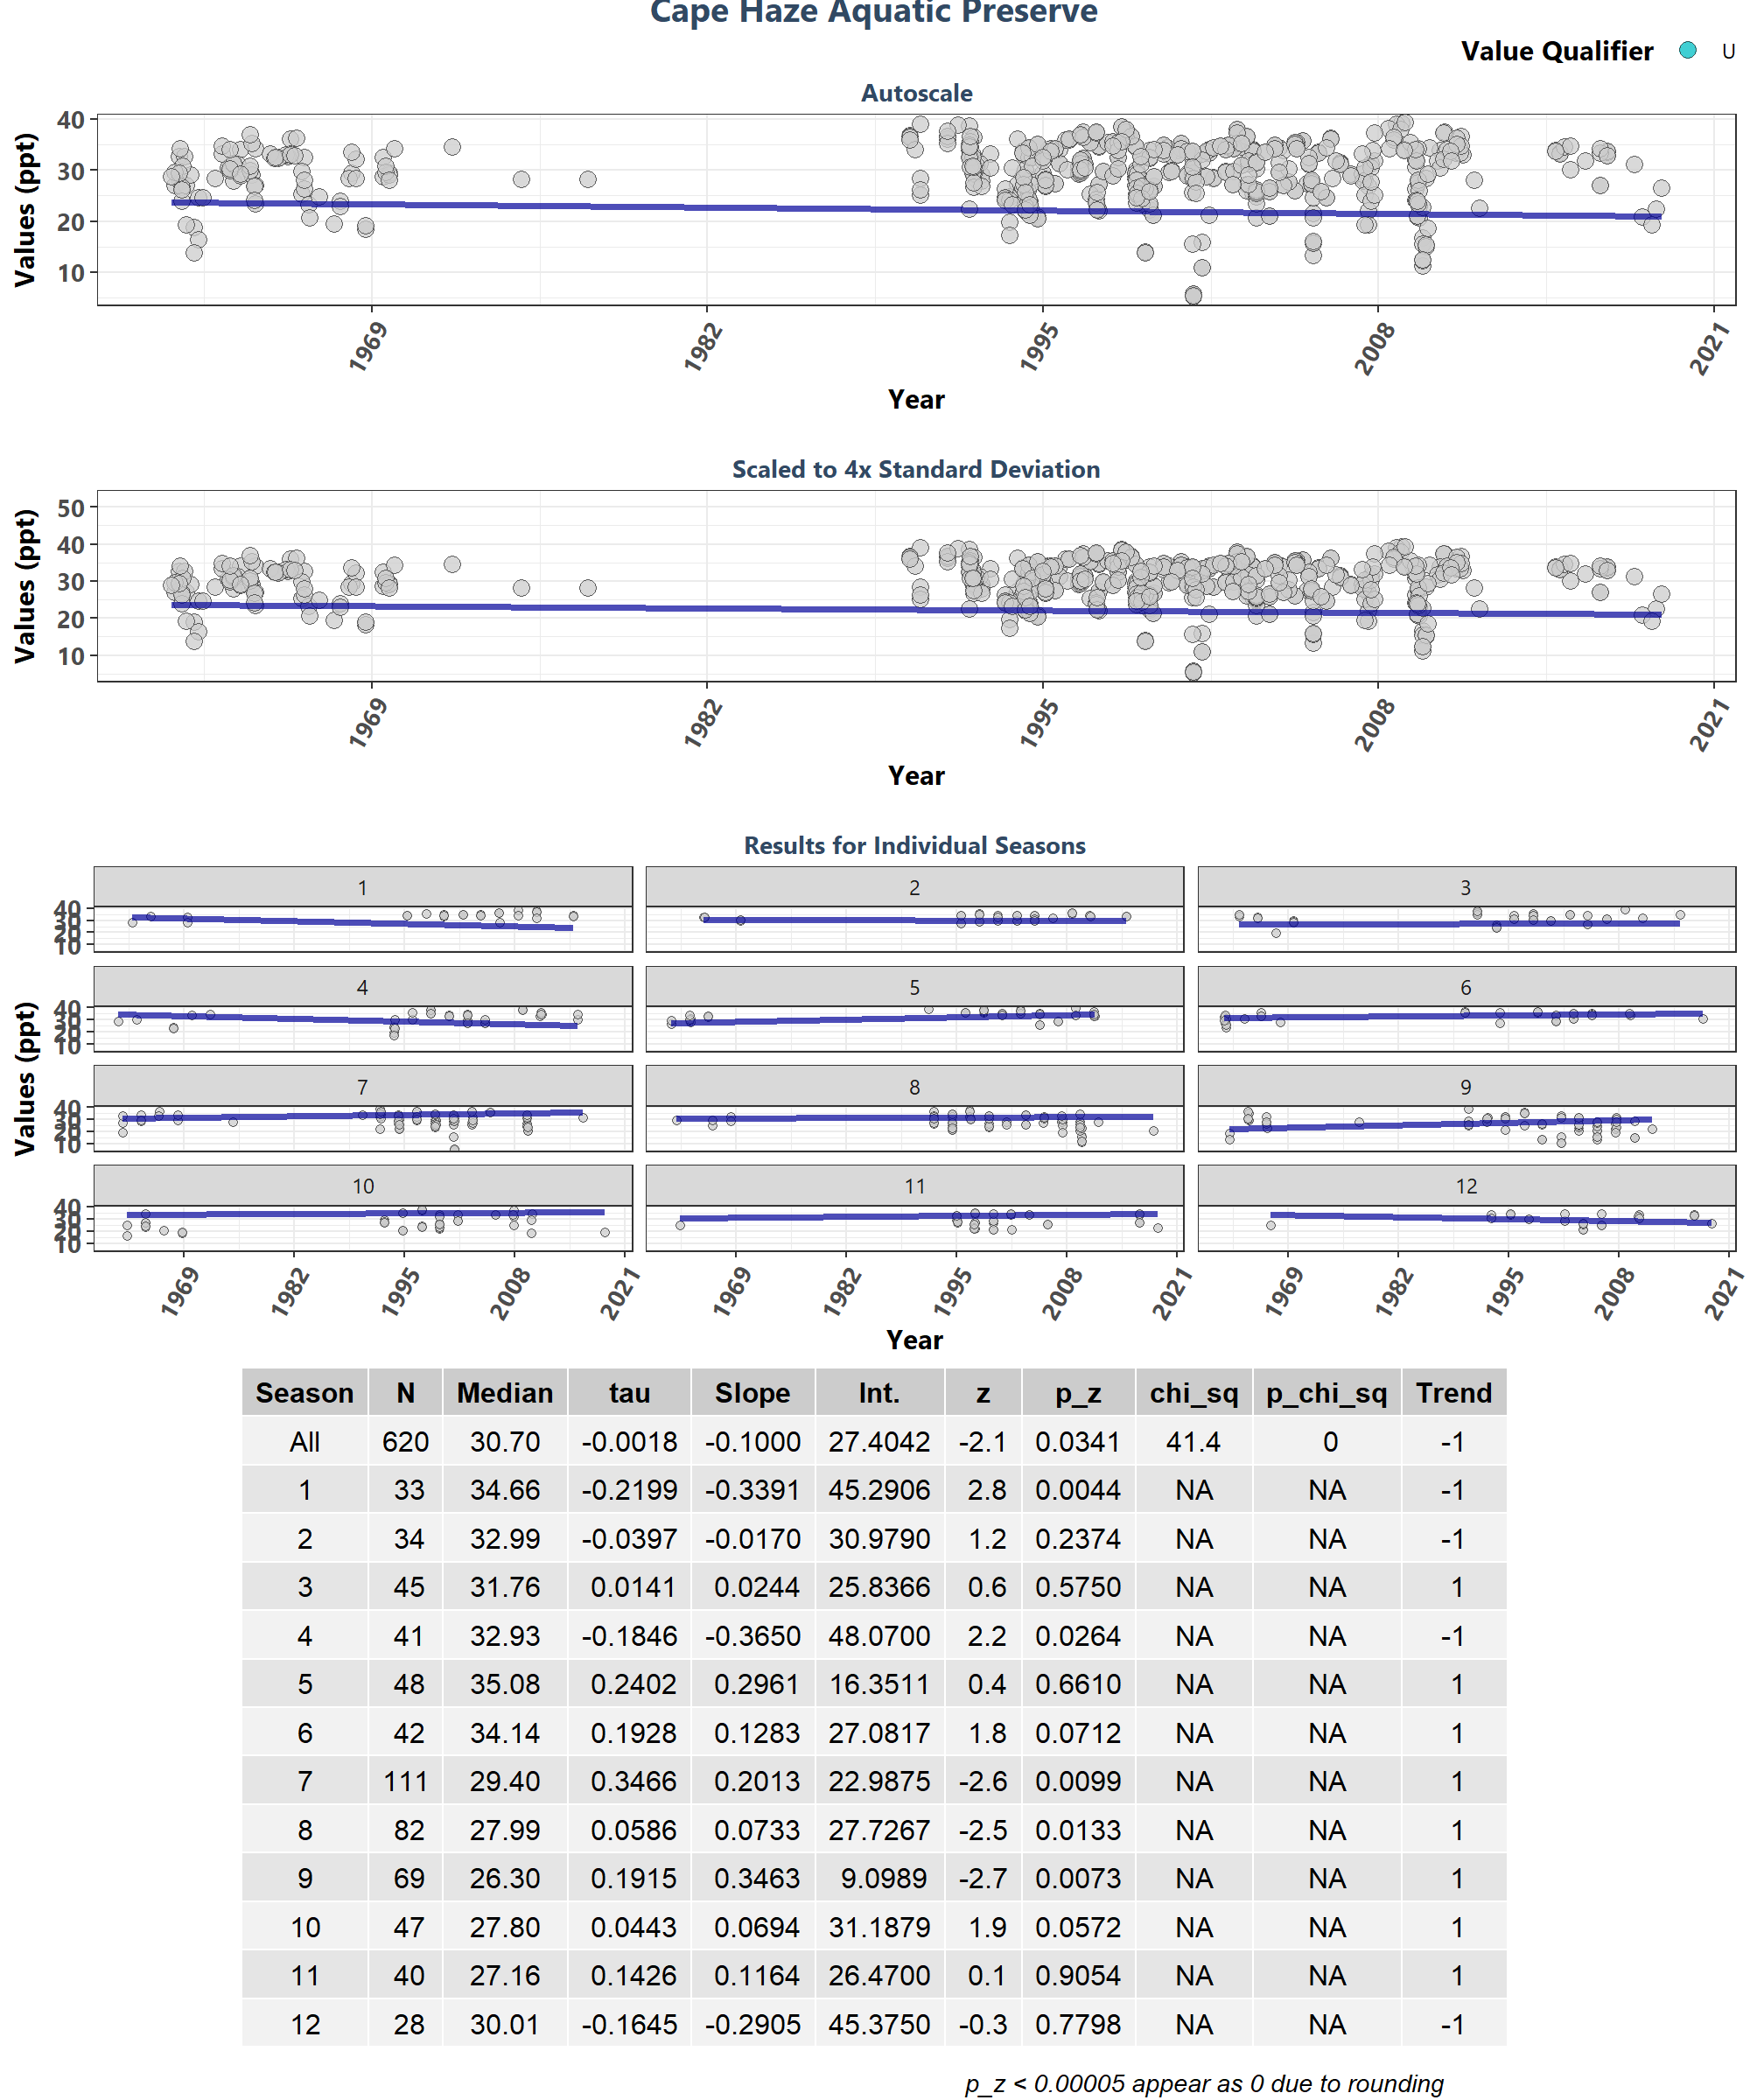 Cape Haze Aquatic Preserve
Value Qualifier U
Autoscale
Values (ppt)
40
30
20
10
1969 1982 1995 2008 2021
Year
Scaled to 4x Standard Deviation
Values (ppt)
50
40
30
20
10
1969 1982 1995 2008 2021
Year
Results for Individual Seasons
Values (ppt)
1 2 3
40
30
20
10
4 5 6
40
30
20
10
7 8 9
40
30
20
10
10 11 12
40
30
20
10
1969 1982 1995 2008 2021 1969 1982 1995 2008 2021 1969 1982 1995 2008 2021
Year
Season N Median tau Slope Int. z p_z chi_sq p_chi_sq Trend
All 620 30.70 -0.0018 -0.1000 27.4042 -2.1 0.0341 41.4 0 -1
1 33 34.66 -0.2199 -0.3391 45.2906 2.8 0.0044 NA NA -1
2 34 32.99 -0.0397 -0.0170 30.9790 1.2 0.2374 NA NA -1
3 45 31.76 0.0141 0.0244 25.8366 0.6 0.5750 NA NA 1
4 41 32.93 -0.1846 -0.3650 48.0700 2.2 0.0264 NA NA -1
5 48 35.08 0.2402 0.2961 16.3511 0.4 0.6610 NA NA 1
6 42 34.14 0.1928 0.1283 27.0817 1.8 0.0712 NA NA 1
7 111 29.40 0.3466 0.2013 22.9875 -2.6 0.0099 NA NA 1
8 82 27.99 0.0586 0.0733 27.7267 -2.5 0.0133 NA NA 1
9 69 26.30 0.1915 0.3463 9.0989 -2.7 0.0073 NA NA 1
10 47 27.80 0.0443 0.0694 31.1879 1.9 0.0572 NA NA 1
11 40 27.16 0.1426 0.1164 26.4700 0.1 0.9054 NA NA 1
12 28 30.01 -0.1645 -0.2905 45.3750 -0.3 0.7798 NA NA -1
p_z < 0.00005 appear as 0 due to rounding